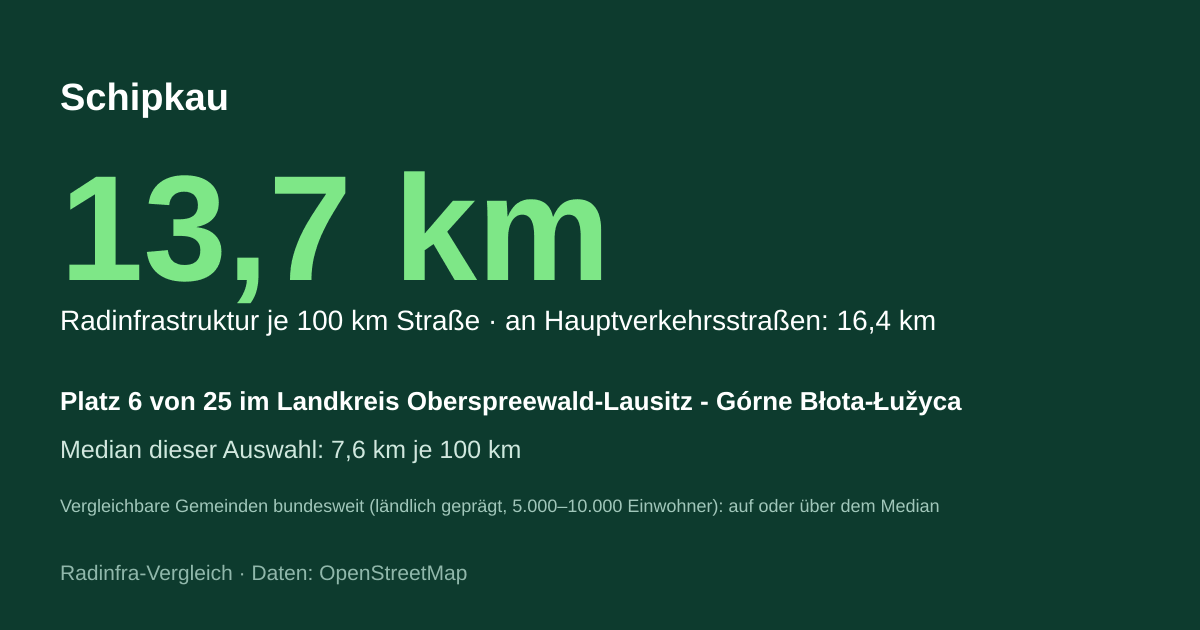 Schipkau
13,7 km
Radinfrastruktur je 100 km Straße · an Hauptverkehrsstraßen: 16,4 km
Platz 6 von 25 im Landkreis Oberspreewald-Lausitz - Górne Błota-Łužyca
Median dieser Auswahl: 7,6 km je 100 km
Vergleichbare Gemeinden bundesweit (ländlich geprägt, 5.000–10.000 Einwohner): auf oder über dem Median
Radinfra-Vergleich · Daten: OpenStreetMap